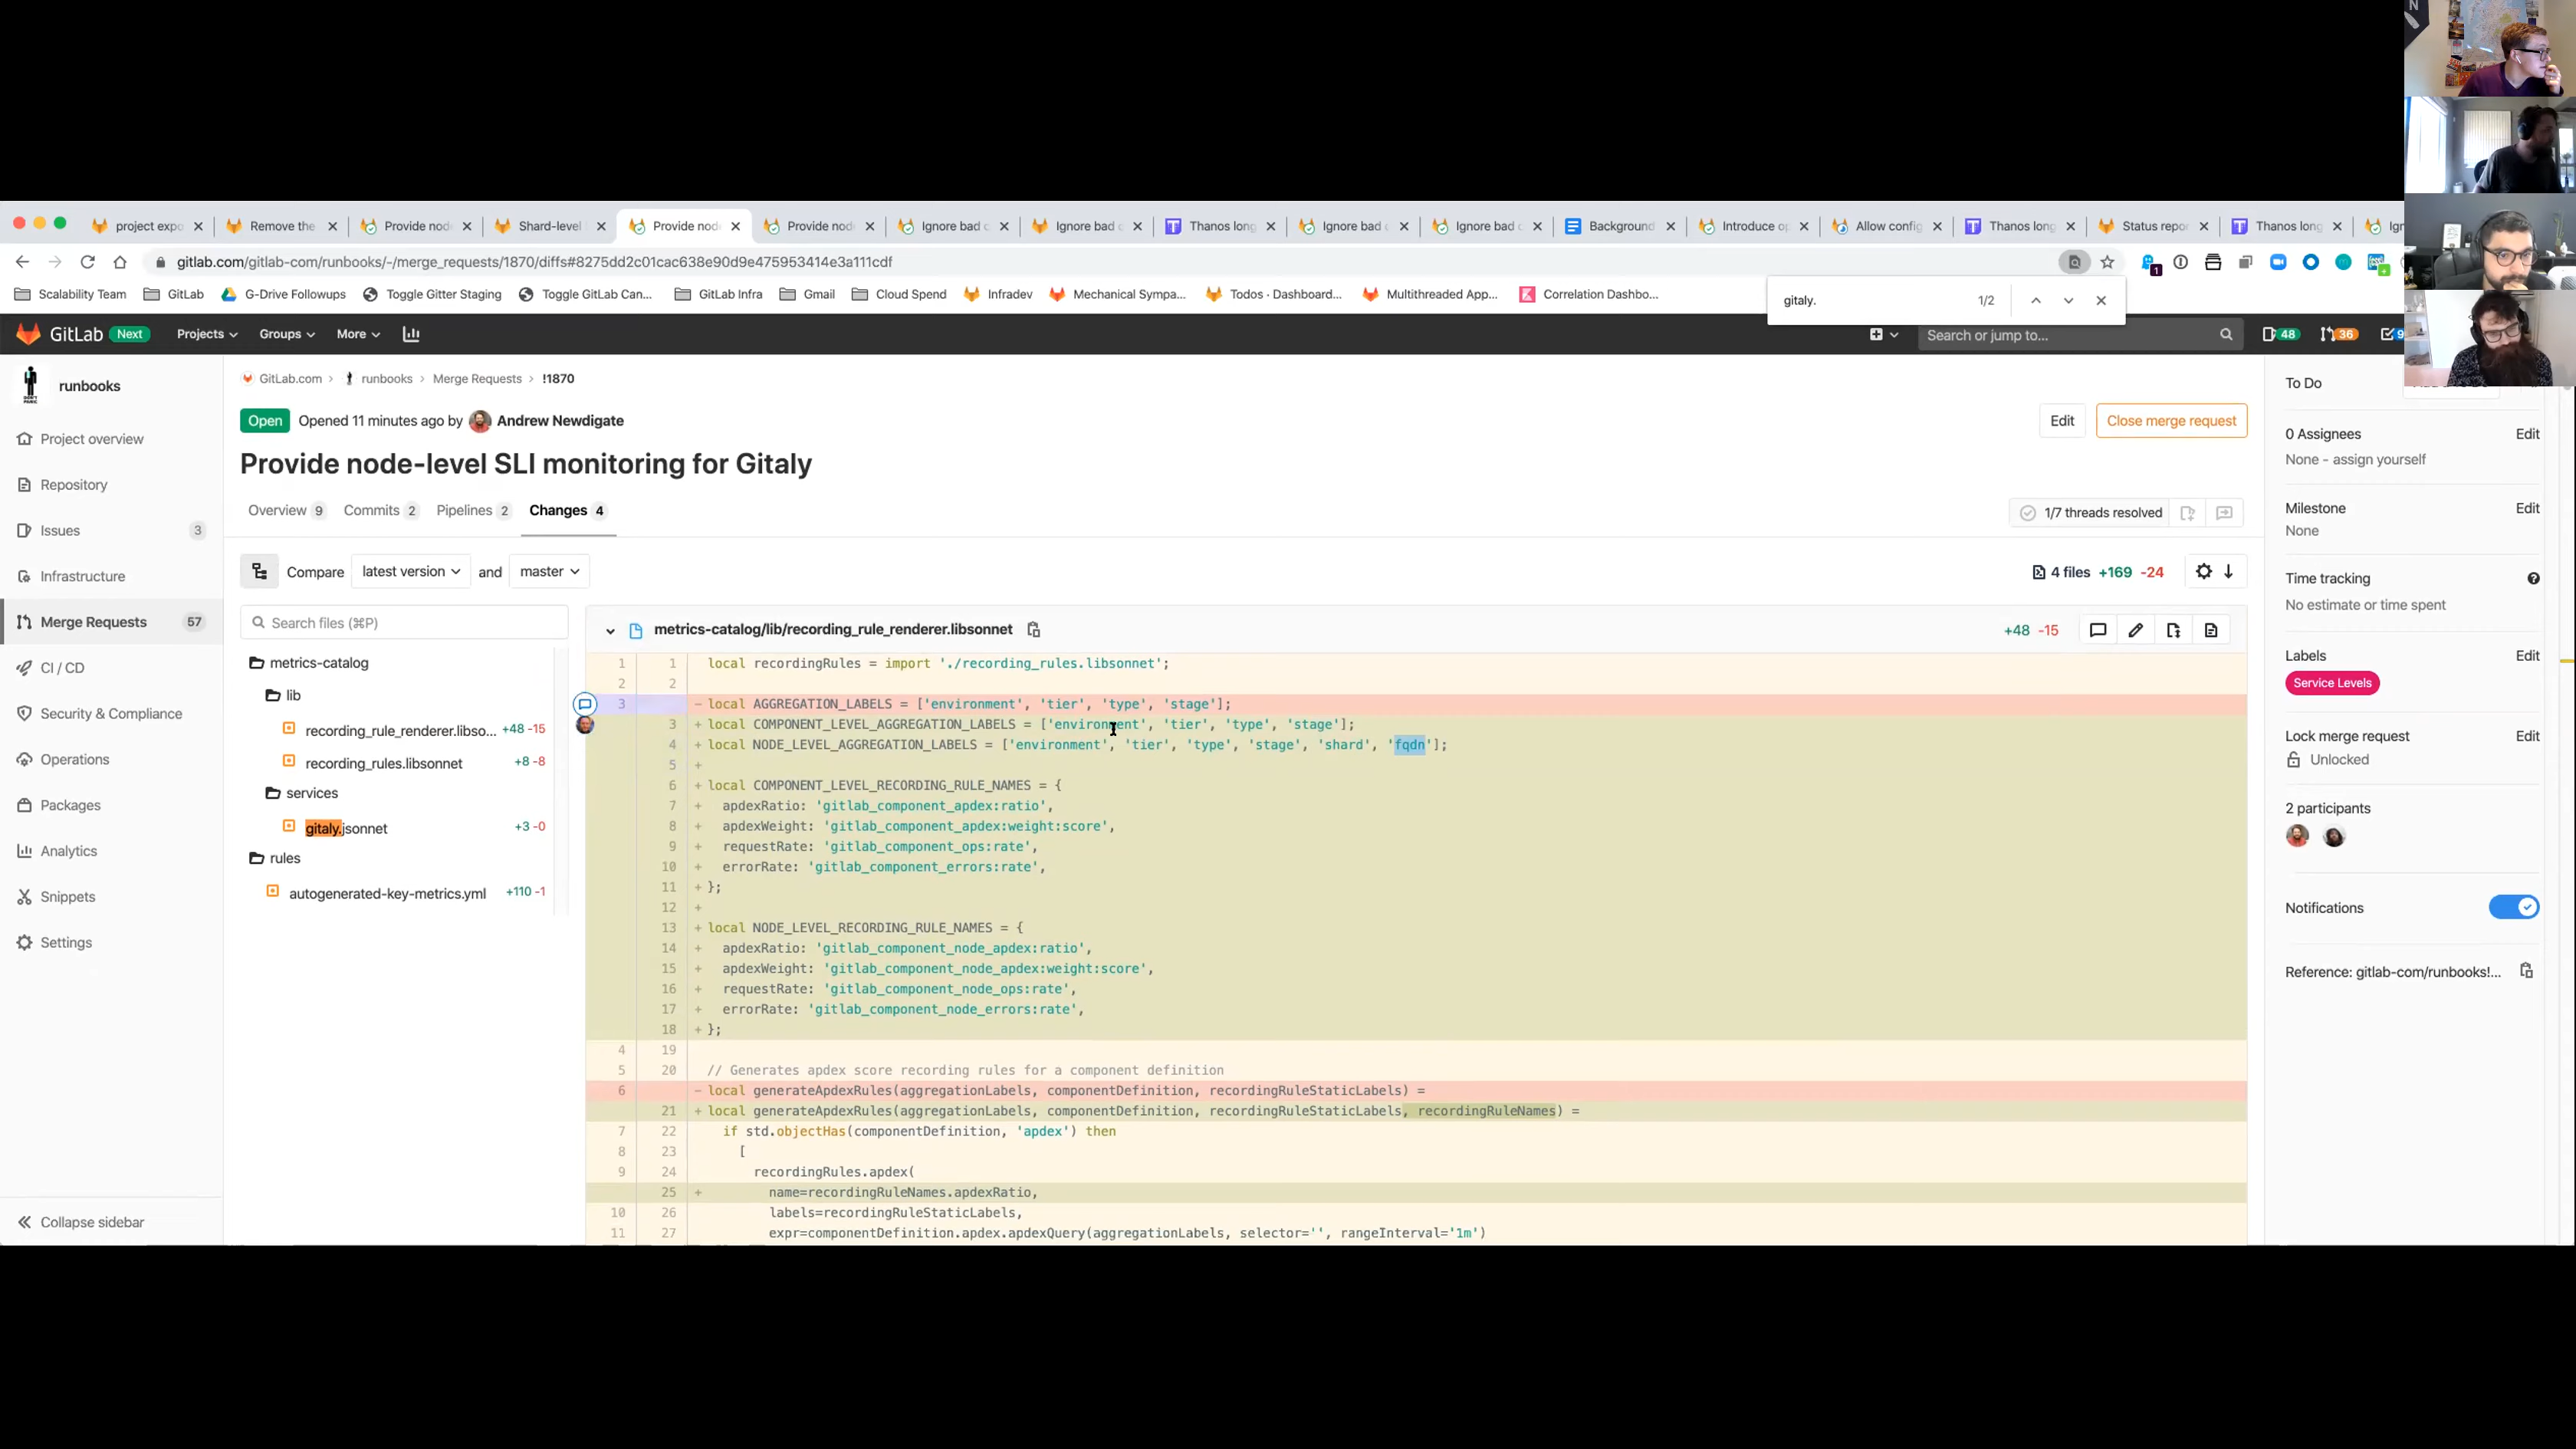 project expo
Remove the
Provide nod
Shard-level
Provide nod
Provide nod
Ignore bad c
Ignore bad c
Thanos long
Ignore bad c
Ignore bad c
Background
Introduce op
Allow config
Thanos long
Status repor
Thanos long
gitlab.com/gitlab-com/runbooks/-/merge_requests/1870/diffs#8275dd2c01cac638e90d9e475953414e3a111cdf
Scalability Team GitLab G-Drive Followups Toggle Gitter Staging Toggle GitLab Can... GitLab Infra Gmail Cloud Spend Infradev Mechanical Sympa... Todos · Dashboard... Multithreaded App... Correlation Dashbo...
gitaly. 1/2
GitLab Next Projects Groups More Search or jump to... 48 36 9
runbooks
Project overview
Repository
Issues 3
Infrastructure
Merge Requests 57
CI / CD
Security & Compliance
Operations
Packages
Analytics
Snippets
Settings
Collapse sidebar
GitLab.com › runbooks › Merge Requests › !1870
Open Opened 11 minutes ago by Andrew Newdigate
Edit Close merge request
Provide node-level SLI monitoring for Gitaly
Overview 9 Commits 2 Pipelines 2 Changes 4
1/7 threads resolved
Compare latest version and master
4 files +169 -24
Search files (⌘P)
metrics-catalog
lib
recording_rule_renderer.libso... +48 -15
recording_rules.libsonnet +8 -8
services
gitaly.jsonnet +3 -0
rules
autogenerated-key-metrics.yml +110 -1
metrics-catalog/lib/recording_rule_renderer.libsonnet +48 -15
1 1 local recordingRules = import './recording_rules.libsonnet';
2 2
3 - local AGGREGATION_LABELS = ['environment', 'tier', 'type', 'stage'];
3 + local COMPONENT_LEVEL_AGGREGATION_LABELS = ['environment', 'tier', 'type', 'stage'];
4 + local NODE_LEVEL_AGGREGATION_LABELS = ['environment', 'tier', 'type', 'stage', 'shard', 'fqdn'];
5 +
6 + local COMPONENT_LEVEL_RECORDING_RULE_NAMES = {
7 + apdexRatio: 'gitlab_component_apdex:ratio',
8 + apdexWeight: 'gitlab_component_apdex:weight:score',
9 + requestRate: 'gitlab_component_ops:rate',
10 + errorRate: 'gitlab_component_errors:rate',
11 + };
12 +
13 + local NODE_LEVEL_RECORDING_RULE_NAMES = {
14 + apdexRatio: 'gitlab_component_node_apdex:ratio',
15 + apdexWeight: 'gitlab_component_node_apdex:weight:score',
16 + requestRate: 'gitlab_component_node_ops:rate',
17 + errorRate: 'gitlab_component_node_errors:rate',
18 + };
4 19
5 20 // Generates apdex score recording rules for a component definition
6 - local generateApdexRules(aggregationLabels, componentDefinition, recordingRuleStaticLabels) =
21 + local generateApdexRules(aggregationLabels, componentDefinition, recordingRuleStaticLabels, recordingRuleNames) =
7 22 if std.objectHas(componentDefinition, 'apdex') then
8 23 [
9 24 recordingRules.apdex(
25 + name=recordingRuleNames.apdexRatio,
10 26 labels=recordingRuleStaticLabels,
11 27 expr=componentDefinition.apdex.apdexQuery(aggregationLabels, selector='', rangeInterval='1m')
To Do
0 Assignees Edit
None - assign yourself
Milestone Edit
None
Time tracking
No estimate or time spent
Labels Edit
Service Levels
Lock merge request Edit
Unlocked
2 participants
Notifications
Reference: gitlab-com/runbooks!...